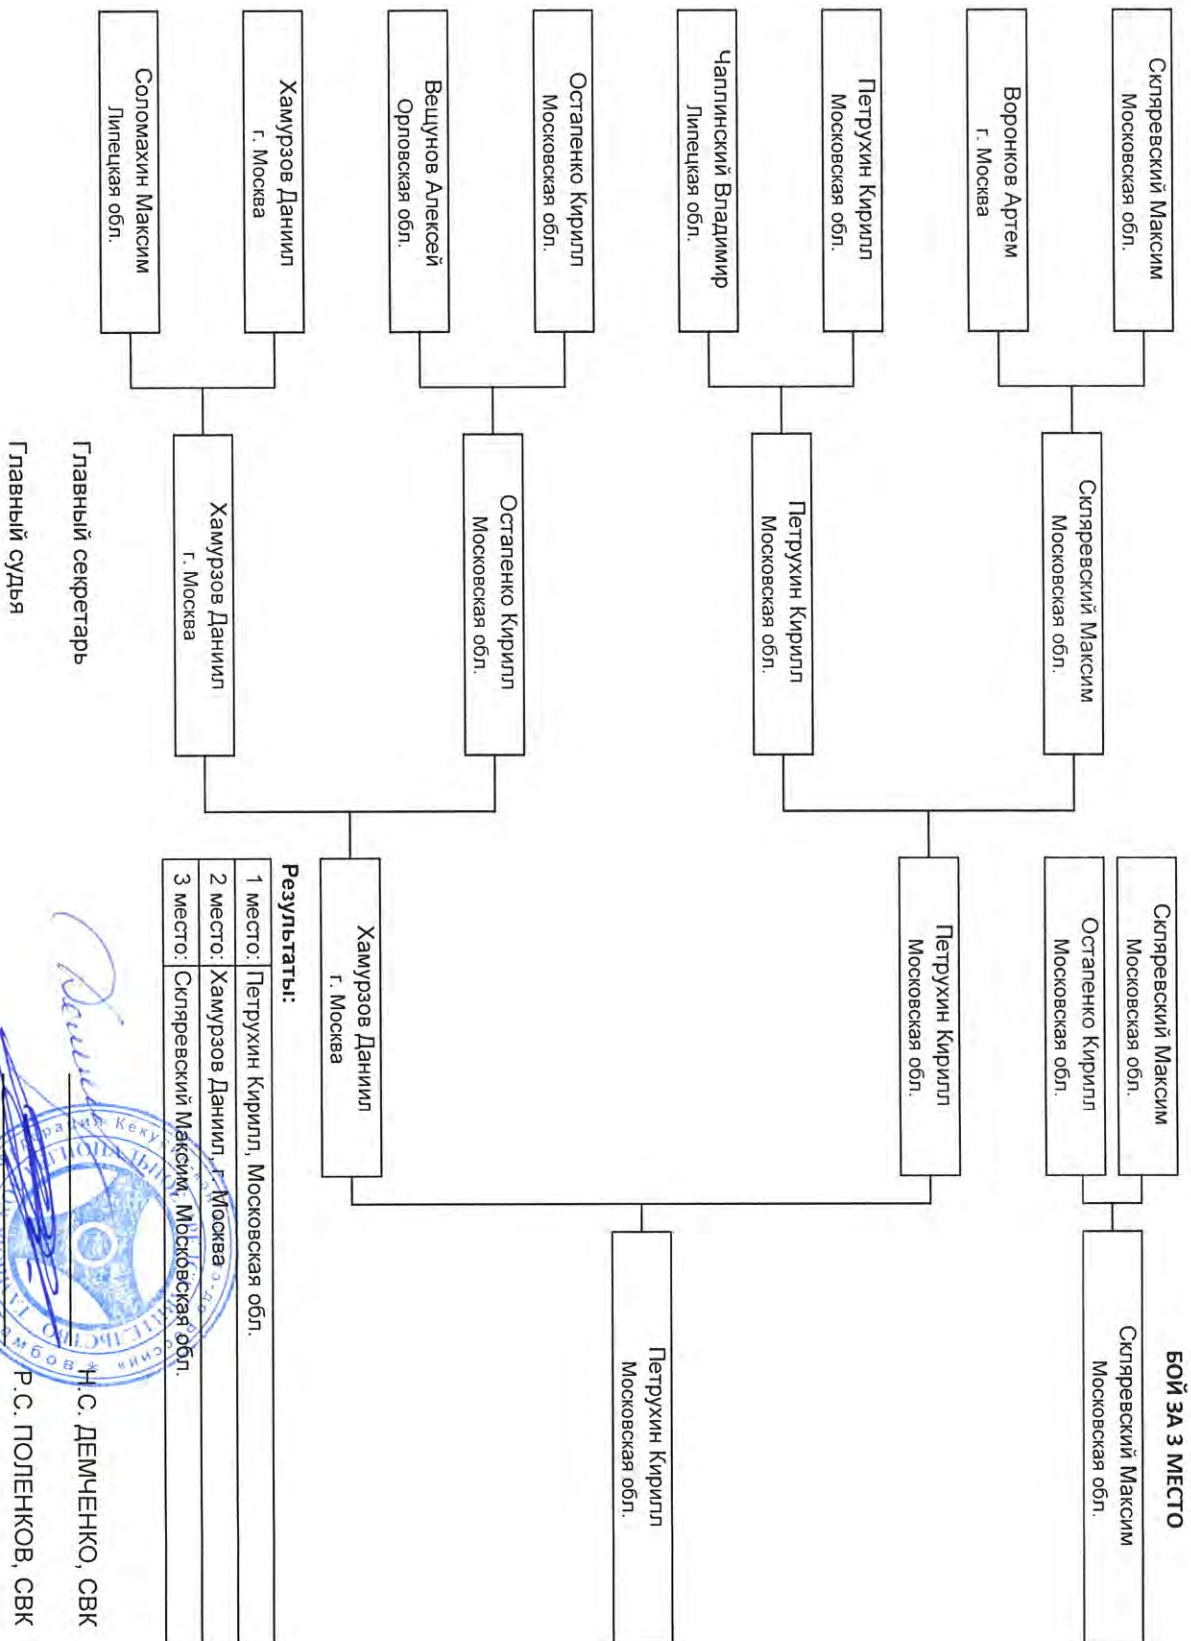 БОЙ ЗА 3 МЕСТО
Скляревский Максим
Московская обл.
Воронков Артем
г. Москва
Петрухин Кирилл
Московская обл.
Чаплинский Владимир
Липецкая обл.
Остапенко Кирилл
Московская обл.
Вещунов Алексей
Орловская обл.
Хамурзов Даниил
г. Москва
Соломахин Максим
Липецкая обл.
Скляревский Максим
Московская обл.
Петрухин Кирилл
Московская обл.
Остапенко Кирилл
Московская обл.
Хамурзов Даниил
г. Москва
Скляревский Максим
Московская обл.
Остапенко Кирилл
Московская обл.
Петрухин Кирилл
Московская обл.
Хамурзов Даниил
г. Москва
Скляревский Максим
Московская обл.
Петрухин Кирилл
Московская обл.
Результаты:
1 место: Петрухин Кирилл, Московская обл.
2 место: Хамурзов Даниил, г. Москва
3 место: Скляревский Максим, Московская обл.
Главный секретарь Н.С. ДЕМЧЕНКО, СВК
Главный судья Р.С. ПОЛЕНКОВ, СВК